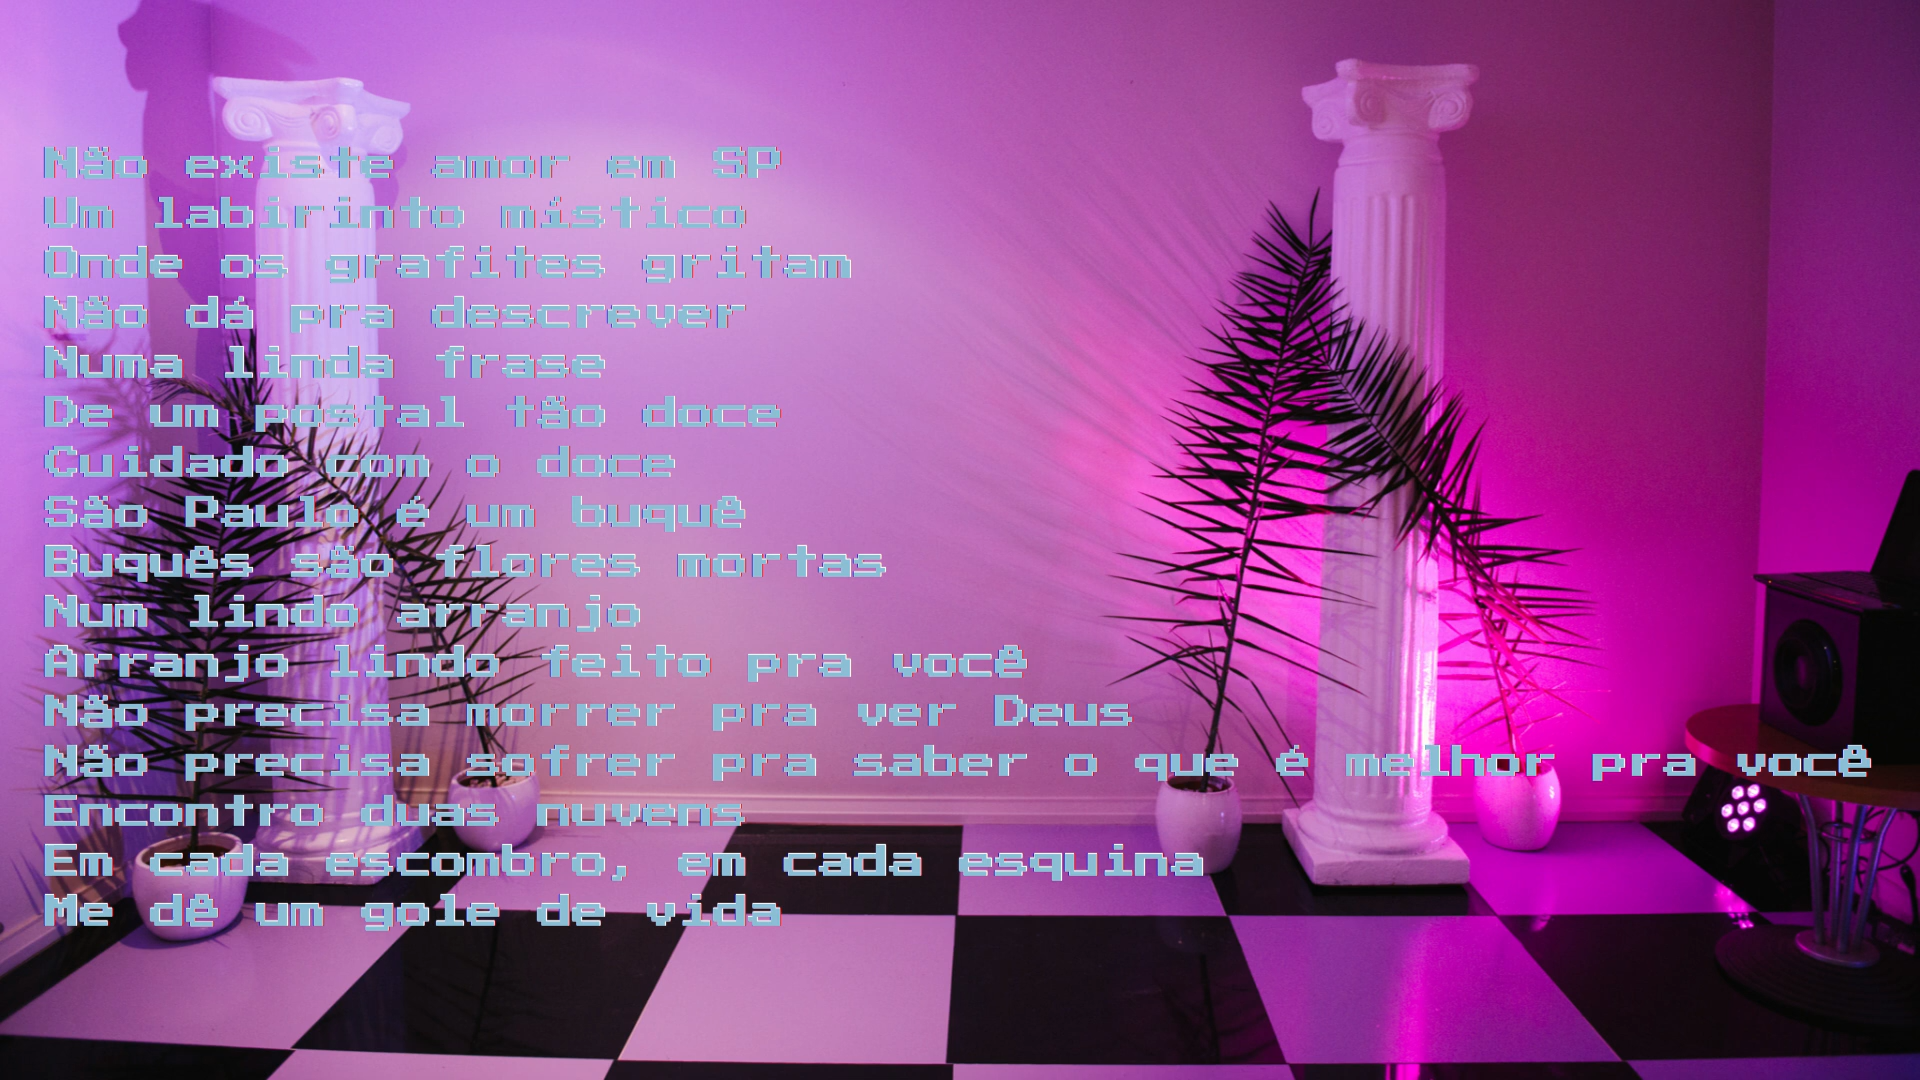 Não existe amor em SP
Um labirinto místico
Onde os grafites gritam
Não dá pra descrever
Numa linda frase
De um postal tão doce
Cuidado com o doce
São Paulo é um buquê
Buquês são flores mortas
Num lindo arranjo
Arranjo lindo feito pra você
Não precisa morrer pra ver Deus
Não precisa sofrer pra saber o que é melhor pra você
Encontro duas nuvens
Em cada escombro, em cada esquina
Me dê um gole de vida